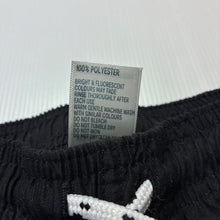 100% POLYESTER
BRIGHT & FLUORESCENT
COLOURS MAY FADE
RINSE THOROUGHLY AFTER
EACH USE
WARM GENTLE MACHINE WASH
WITH SIMILAR COLOURS
DO NOT BLEACH
DO NOT TUMBLE DRY
DO NOT IRON
DO NOT DRY CLEAN